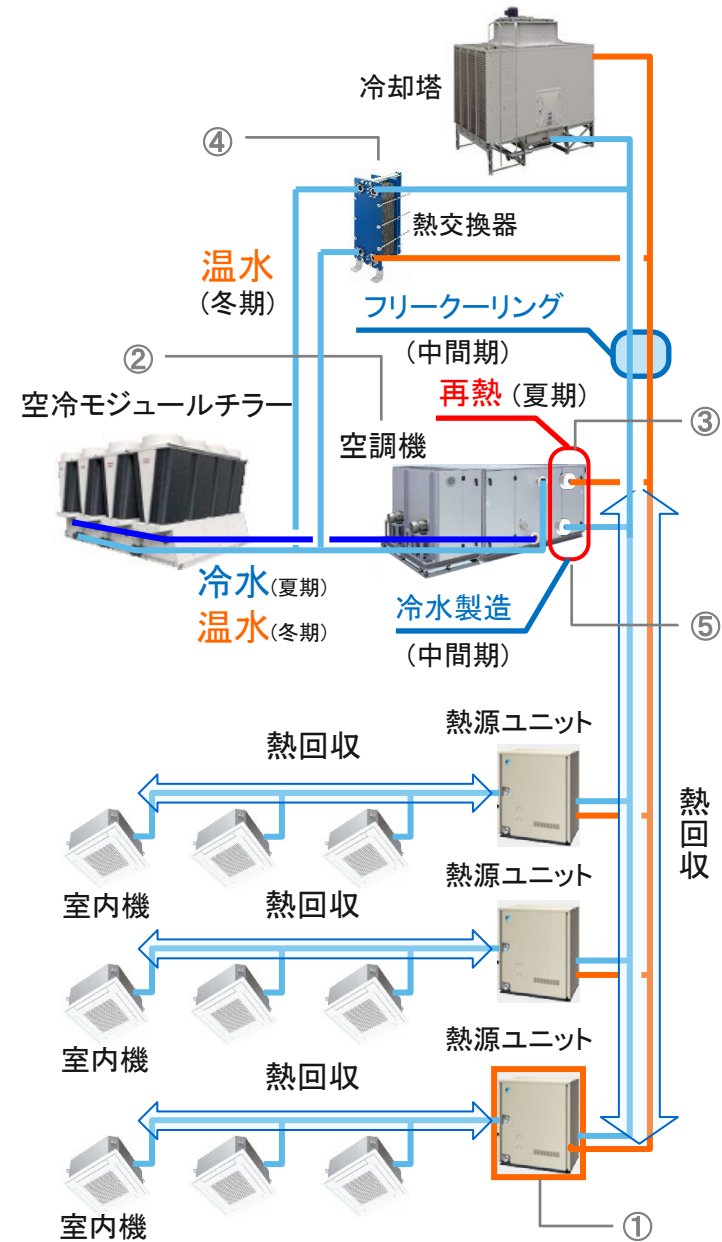 冷却塔
④
熱交換器
温水
(冬期)
フリークーリング
(中間期)
②
再熱(夏期)
空冷モジュールチラー
③
空調機
冷水(夏期)
温水(冬期)
冷水製造
(中間期)
⑤
熱源ユニット
熱回収
熱回収
室内機
熱源ユニット
熱回収
室内機
熱源ユニット
熱回収
室内機
①